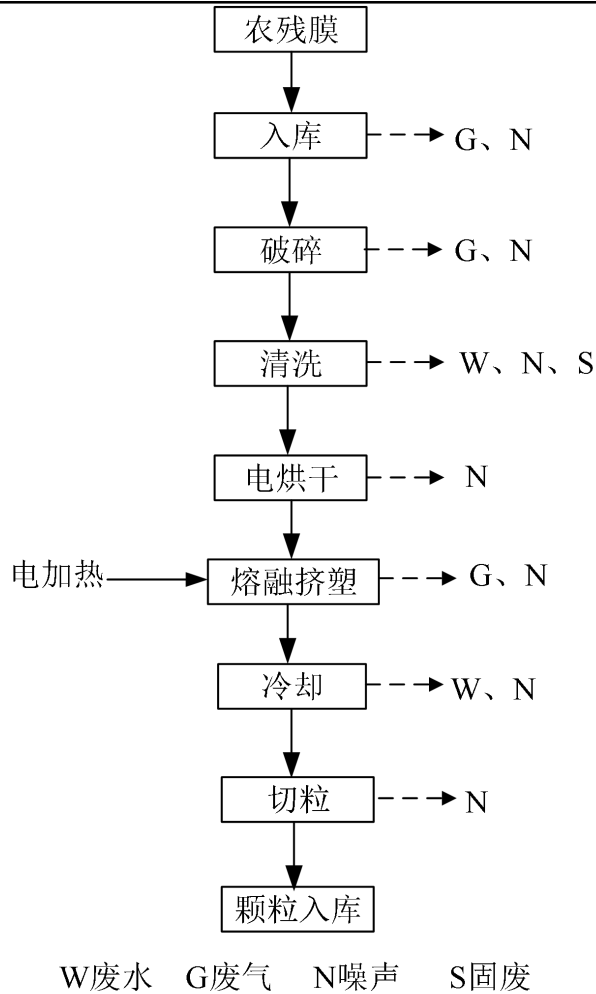 农残膜
入库 G、N
破碎 G、N
清洗 W、N、S
电烘干 N
电加热 熔融挤塑 G、N
冷却 W、N
切粒 N
颗粒入库
W废水 G废气 N噪声 S固废